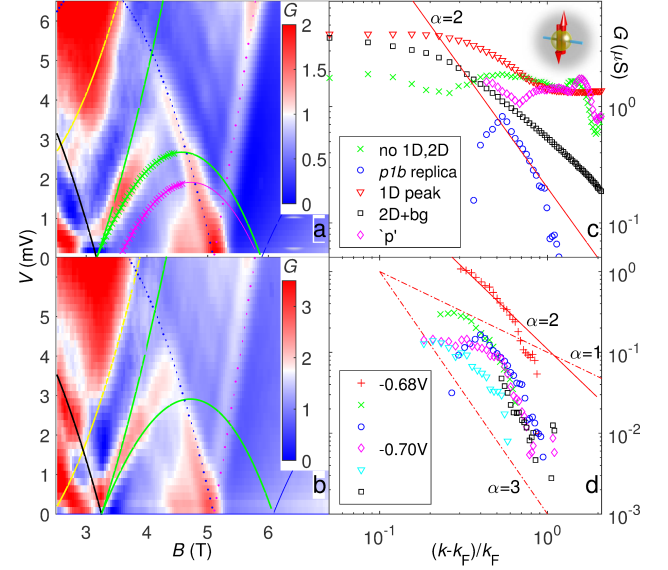 G
2
1.5
1
0.5
0
6
5
4
3
2
1
0
a
V (mV)
G
3
2
1
0
5
4
3
2
1
0
b
3 4 5 6
B (T)
α=2
G (μS)
10⁰
10⁻¹
no 1D,2D
p1b replica
1D peak
2D+bg
`p'
c
10⁰
10⁻¹
10⁻²
10⁻³
α=2
α=1
α=3
-0.68V
-0.70V
d
10⁻¹ 10⁰
(k-k_F)/k_F